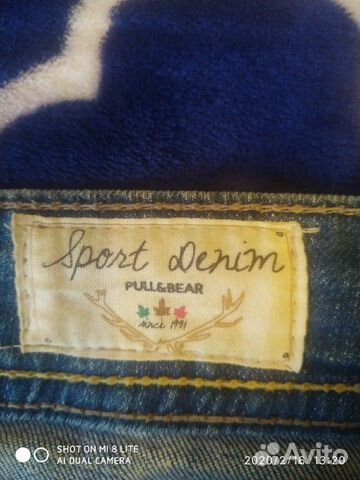 Sport Denim
PULL&BEAR
since 1991
SHOT ON MI 8 LITE
AI DUAL CAMERA
2020/2/16 13:20
Avito